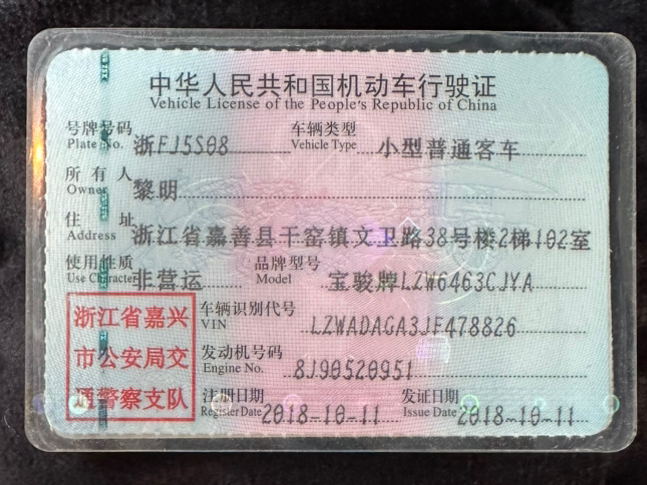 中华人民共和国机动车行驶证
Vehicle License of the People's Republic of China
号牌号码 Plate No. 浙FJ5S08 车辆类型 Vehicle Type 小型普通客车
所有人 Owner 黎明
住址 Address 浙江省嘉善县干窑镇文卫路38号楼2梯102室
使用性质 Use Character 非营运 品牌型号 Model 宝骏牌LZW6463CJYA
浙江省嘉兴
市公安局交
通警察支队
车辆识别代号 VIN LZWADAGA3JF478826
发动机号码 Engine No. 8J90520951
注册日期 Register Date 2018-10-11 发证日期 Issue Date 2018-10-11